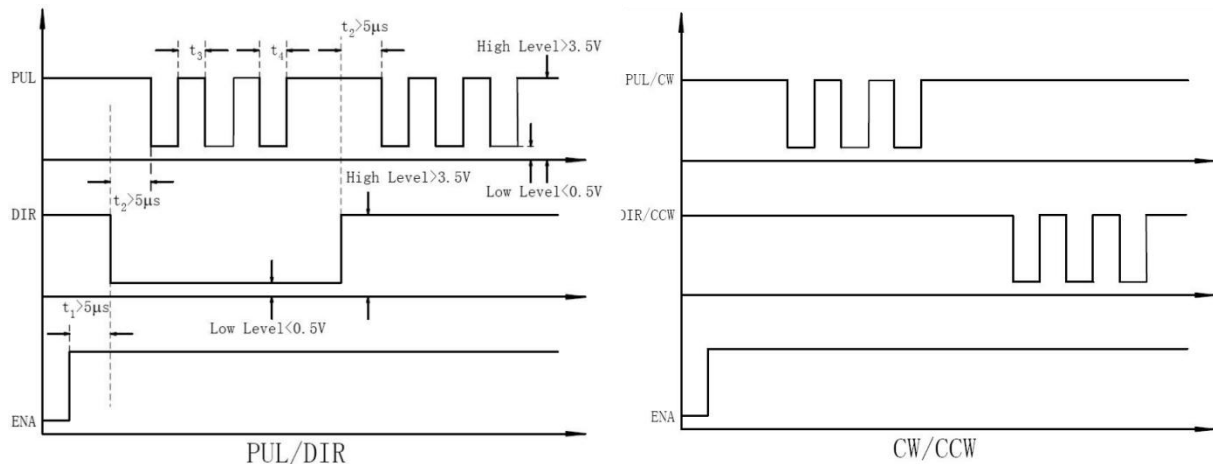 t₂>5μs
t₃
t₄
High Level>3.5V
PUL
Low Level<0.5V
t₂>5μs
High Level>3.5V
DIR
t₁>5μs
Low Level<0.5V
ENA
PUL/DIR
PUL/CW
DIR/CCW
ENA
CW/CCW